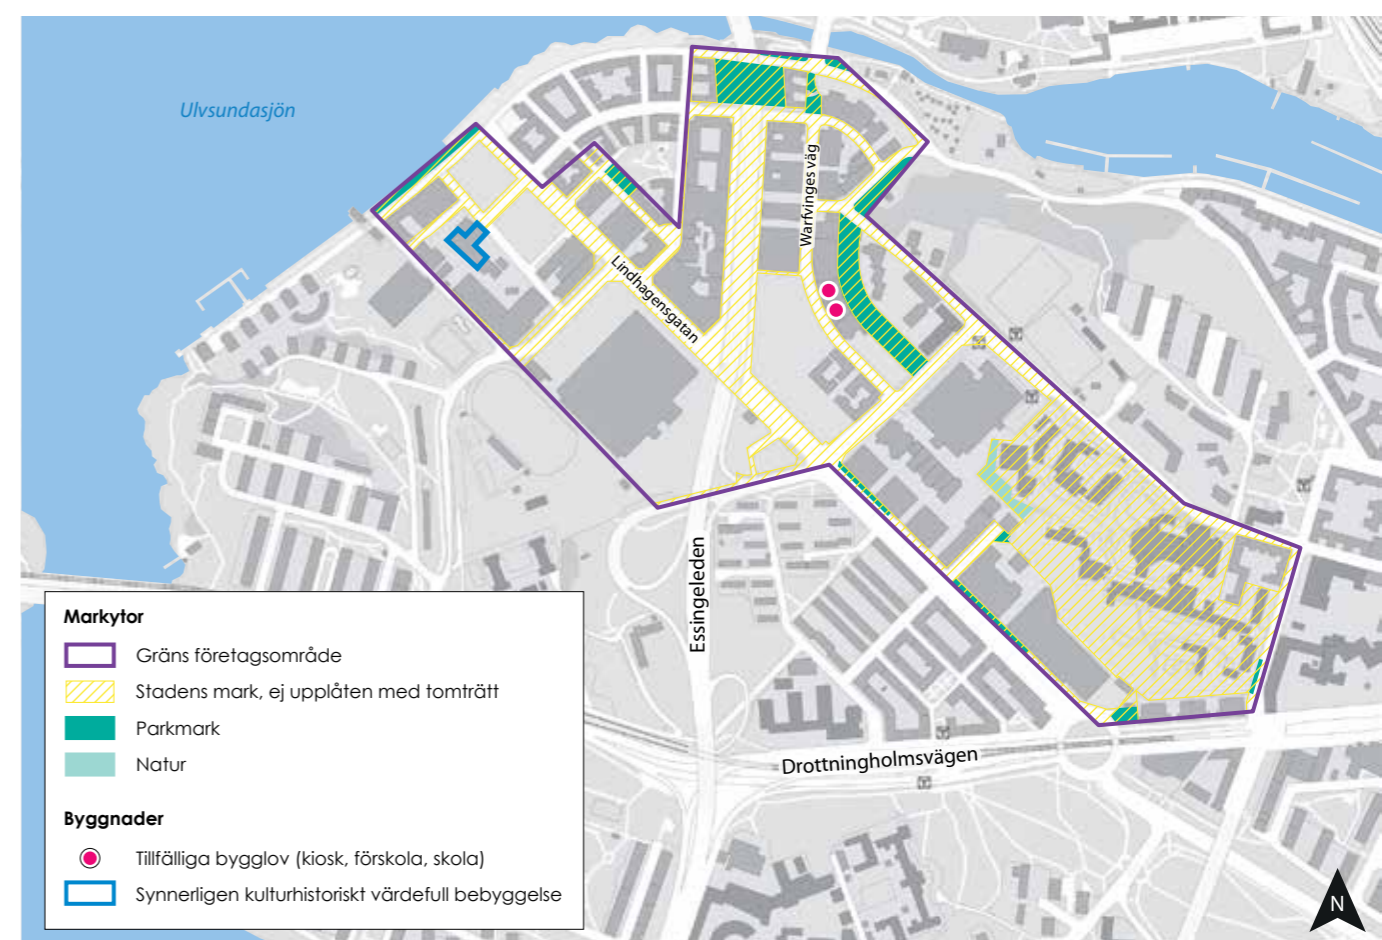 Ulvsundasjön
Warfvinges väg
Lindhagensgatan
Essingeleden
Drottningholmsvägen
Markytor
Gräns företagsområde
Stadens mark, ej upplåten med tomträtt
Parkmark
Natur
Byggnader
Tillfälliga bygglov (kiosk, förskola, skola)
Synnerligen kulturhistoriskt värdefull bebyggelse
N